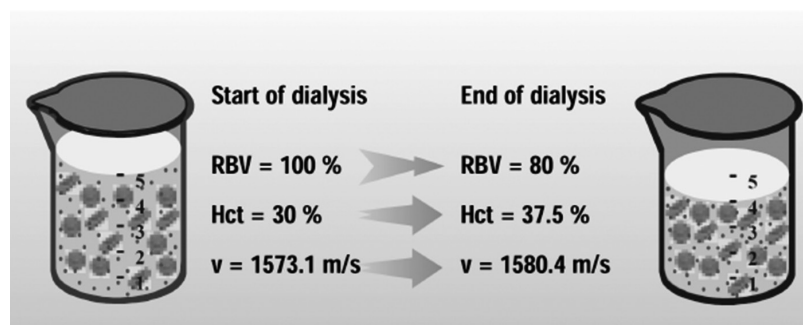 Start of dialysis
End of dialysis
RBV = 100 %
RBV = 80 %
Hct = 30 %
Hct = 37.5 %
v = 1573.1 m/s
v = 1580.4 m/s
5
4
3
2
1
5
4
3
2
1